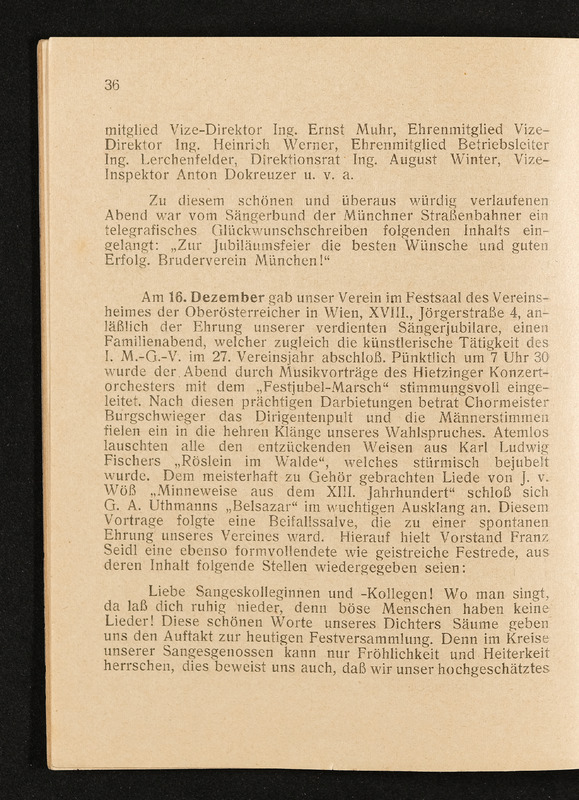 36
mitglied Vize-Direktor Ing. Ernst Muhr, Ehrenmitglied Vize-
Direktor Ing. Heinrich Werner, Ehrenmitglied Betriebsleiter
Ing. Lerchenfelder, Direktionsrat Ing. August Winter, Vize-
Inspektor Anton Dokreuzer u. v. a.
Zu diesem schönen und überaus würdig verlaufenen
Abend war vom Sängerbund der Münchner Straßenbahner ein
telegrafisches Glückwunschschreiben folgenden Inhalts ein-
gelangt: „Zur Jubiläumsfeier die besten Wünsche und guten
Erfolg. Bruderverein München!“
Am 16. Dezember gab unser Verein im Festsaal des Vereins-
heimes der Oberösterreicher in Wien, XVIII., Jörgerstraße 4, an-
läßlich der Ehrung unserer verdienten Sängerjubilare, einen
Familienabend, welcher zugleich die künstlerische Tätigkeit des
I. M.-G.-V. im 27. Vereinsjahr abschloß. Pünktlich um 7 Uhr 30
wurde der Abend durch Musikvorträge des Hietzinger Konzert-
orchesters mit dem „Festjubel-Marsch“ stimmungsvoll einge-
leitet. Nach diesen prächtigen Darbietungen betrat Chormeister
Burgschwieger das Dirigentenpult und die Männerstimmen
fielen ein in die hehren Klänge unseres Wahlspruches. Atemlos
lauschten alle den entzückenden Weisen aus Karl Ludwig
Fischers „Röslein im Walde“, welches stürmisch bejubelt
wurde. Dem meisterhaft zu Gehör gebrachten Liede von J. v.
Wöß „Minneweise aus dem XIII. Jahrhundert“ schloß sich
G. A. Uthmanns „Belsazar“ im wuchtigen Ausklang an. Diesem
Vortrage folgte eine Beifallssalve, die zu einer spontanen
Ehrung unseres Vereines ward. Hierauf hielt Vorstand Franz
Seidl eine ebenso formvollendete wie geistreiche Festrede, aus
deren Inhalt folgende Stellen wiedergegeben seien:
Liebe Sangeskolleginnen und -Kollegen! Wo man singt,
da laß dich ruhig nieder, denn böse Menschen haben keine
Lieder! Diese schönen Worte unseres Dichters Säume geben
uns den Auftakt zur heutigen Festversammlung. Denn im Kreise
unserer Sangesgenossen kann nur Fröhlichkeit und Heiterkeit
herrschen, dies beweist uns auch, daß wir unser hochgeschätztes